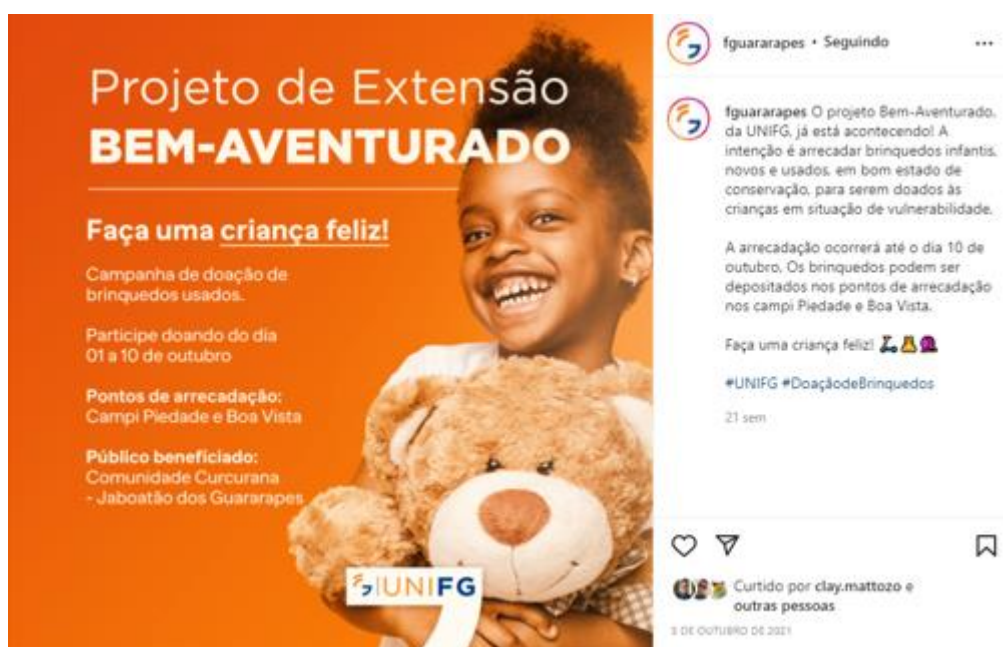 Projeto de Extensão
BEM-AVENTURADO
Faça uma criança feliz!
Campanha de doação de
brinquedos usados.
Participe doando do dia
01 a 10 de outubro
Pontos de arrecadação:
Campi Piedade e Boa Vista
Público beneficiado:
Comunidade Curcurana
- Jaboatão dos Guararapes
UNIFG
fguararapes • Seguindo
fguararapes O projeto Bem-Aventurado,
da UNIFG, já está acontecendo! A
intenção é arrecadar brinquedos infantis,
novos e usados, em bom estado de
conservação, para serem doados às
crianças em situação de vulnerabilidade.
A arrecadação ocorrerá até o dia 10 de
outubro. Os brinquedos podem ser
depositados nos pontos de arrecadação
nos campi Piedade e Boa Vista.
Faça uma criança feliz!
#UNIFG #DoaçãodeBrinquedos
21 sem
Curtido por clay.mattozo e
outras pessoas
DE OUTUBRO DE 2021